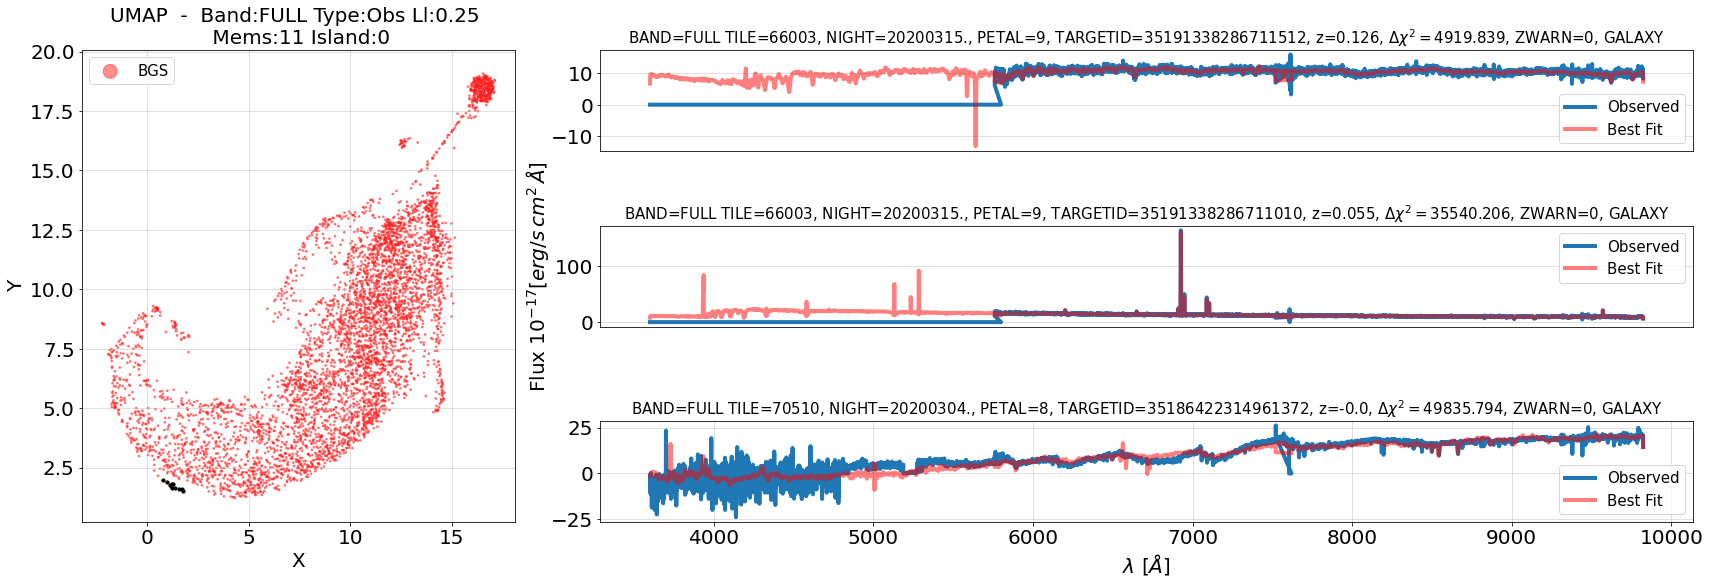 UMAP - Band:FULL Type:Obs Ll:0.25
Mems:11 Island:0
BGS
20.0
17.5
15.0
12.5
10.0
7.5
5.0
2.5
Y
0
5
10
15
X
Flux 10⁻¹⁷[erg/s cm² Å]
BAND=FULL TILE=66003, NIGHT=20200315., PETAL=9, TARGETID=35191338286711512, z=0.126, Δχ² = 4919.839, ZWARN=0, GALAXY
10
0
−10
Observed
Best Fit
BAND=FULL TILE=66003, NIGHT=20200315., PETAL=9, TARGETID=35191338286711010, z=0.055, Δχ² = 35540.206, ZWARN=0, GALAXY
100
0
Observed
Best Fit
BAND=FULL TILE=70510, NIGHT=20200304., PETAL=8, TARGETID=35186422314961372, z=-0.0, Δχ² = 49835.794, ZWARN=0, GALAXY
25
0
−25
Observed
Best Fit
4000
5000
6000
7000
8000
9000
10000
λ [Å]